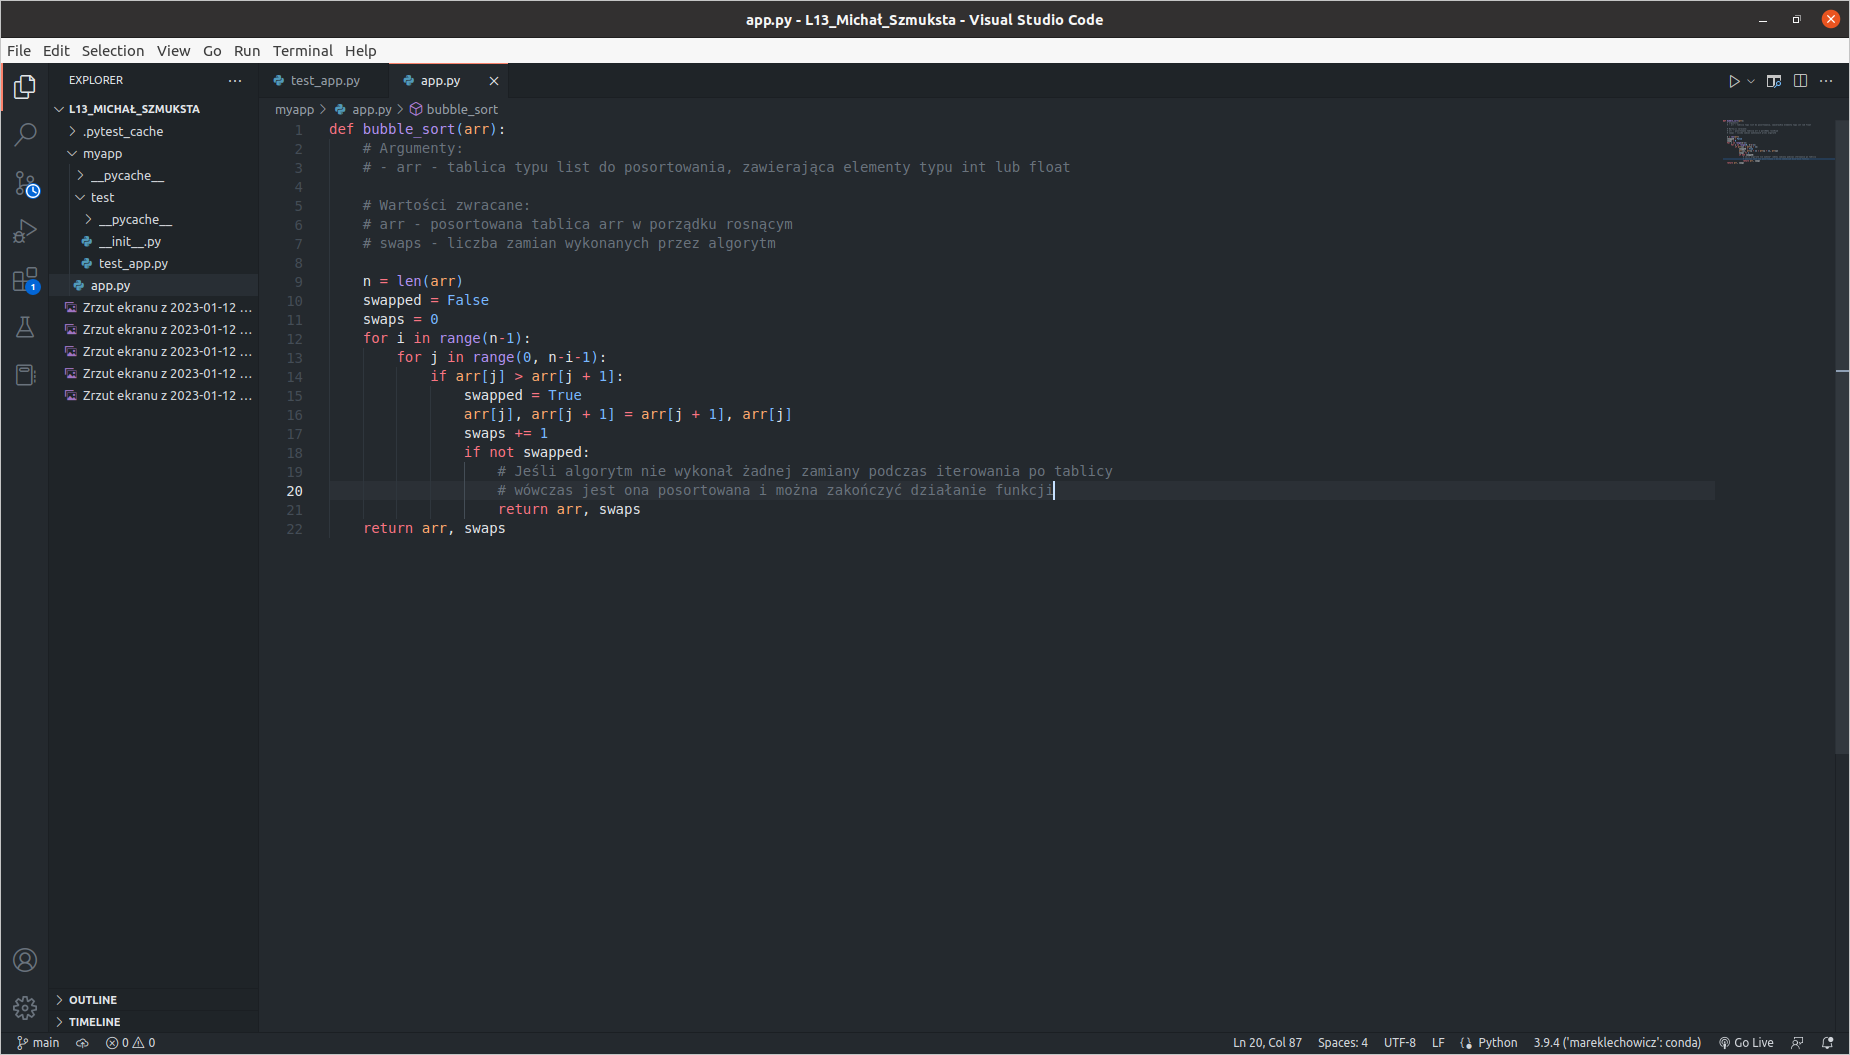 app.py - L13_Michał_Szmuksta - Visual Studio Code
File Edit Selection View Go Run Terminal Help
EXPLORER
L13_MICHAŁ_SZMUKSTA
.pytest_cache
myapp
__pycache__
test
__pycache__
__init__.py
test_app.py
app.py
Zrzut ekranu z 2023-01-12 ...
Zrzut ekranu z 2023-01-12 ...
Zrzut ekranu z 2023-01-12 ...
Zrzut ekranu z 2023-01-12 ...
Zrzut ekranu z 2023-01-12 ...
OUTLINE
TIMELINE
1
test_app.py app.py
myapp > app.py > bubble_sort
1 def bubble_sort(arr):
2     # Argumenty:
3     # - arr - tablica typu list do posortowania, zawierająca elementy typu int lub float
4
5     # Wartości zwracane:
6     # arr - posortowana tablica arr w porządku rosnącym
7     # swaps - liczba zamian wykonanych przez algorytm
8
9     n = len(arr)
10     swapped = False
11     swaps = 0
12     for i in range(n-1):
13         for j in range(0, n-i-1):
14             if arr[j] > arr[j + 1]:
15                 swapped = True
16                 arr[j], arr[j + 1] = arr[j + 1], arr[j]
17                 swaps += 1
18                 if not swapped:
19                     # Jeśli algorytm nie wykonał żadnej zamiany podczas iterowania po tablicy
20                     # wówczas jest ona posortowana i można zakończyć działanie funkcji
21                     return arr, swaps
22     return arr, swaps
main 0 0 Ln 20, Col 87 Spaces: 4 UTF-8 LF Python 3.9.4 ('mareklechowicz': conda) Go Live